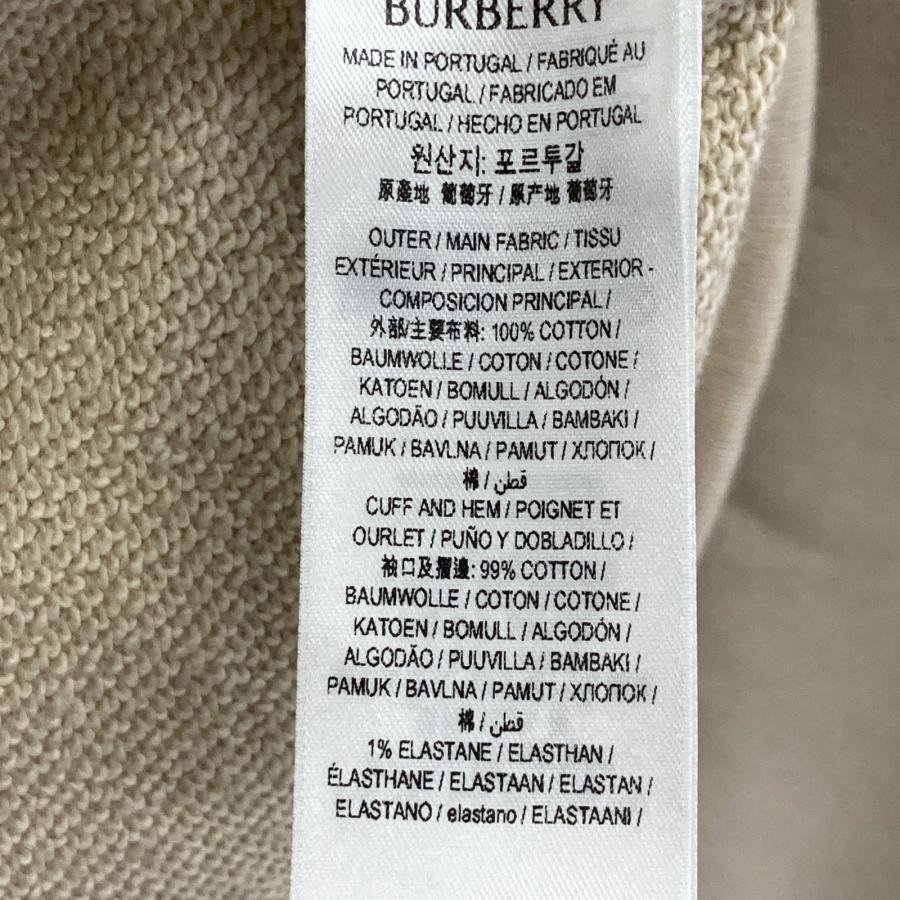 BURBERRY
MADE IN PORTUGAL / FABRIQUÉ AU
PORTUGAL / FABRICADO EM
PORTUGAL / HECHO EN PORTUGAL
원산지: 포르투갈
原產地 葡萄牙 / 原产地 葡萄牙
OUTER / MAIN FABRIC / TISSU
EXTÉRIEUR / PRINCIPAL / EXTERIOR -
COMPOSICION PRINCIPAL /
外部/主要布料: 100% COTTON /
BAUMWOLLE / COTON / COTONE /
KATOEN / BOMULL / ALGODÓN /
ALGODÃO / PUUVILLA / BAMBAKI /
PAMUK / BAVLNA / PAMUT / ХЛОПОК /
棉 / قطن
CUFF AND HEM / POIGNET ET
OURLET / PUÑO Y DOBLADILLO /
袖口及摺邊: 99% COTTON /
BAUMWOLLE / COTON / COTONE /
KATOEN / BOMULL / ALGODÓN /
ALGODÃO / PUUVILLA / BAMBAKI /
PAMUK / BAVLNA / PAMUT / ХЛОПОК /
棉 / قطن
1% ELASTANE / ELASTHAN /
ÉLASTHANE / ELASTAAN / ELASTAN /
ELASTANO / elastano / ELASTAANI /